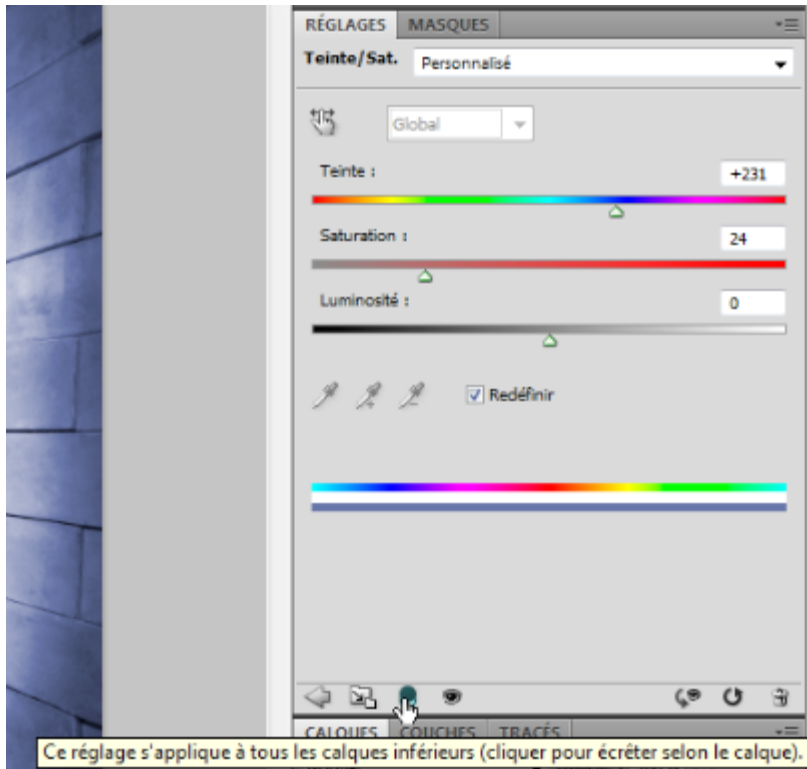 RÉGLAGES MASQUES
Teinte/Sat. Personnalisé
Global
Teinte : +231
Saturation : 24
Luminosité : 0
Redéfinir
CALQUES COUCHES TRACÉS
Ce réglage s'applique à tous les calques inférieurs (cliquer pour écrêter selon le calque).